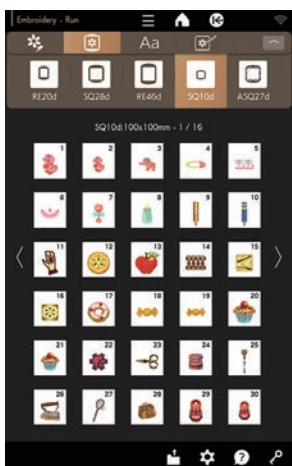 Embroidery - Run
Aa
RE20d SQ28d RE46d SQ10d ASQ27d
SQ10d:100x100mm - 1 / 16
1 2 3 4 5
6 7 8 9 10
11 12 13 14 15
16 17 18 19 20
21 22 23 24 25
26 27 28 29 30
?